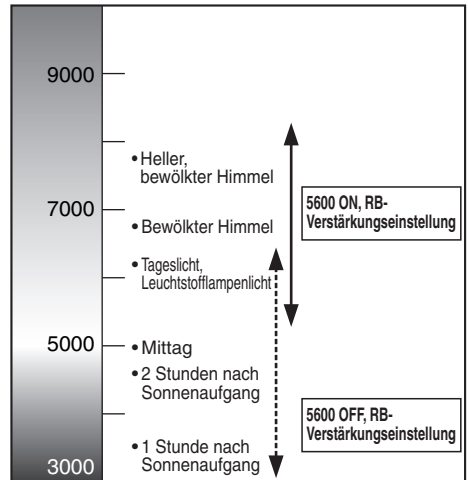 9000
• Heller,
bewölkter Himmel
7000
• Bewölkter Himmel
5600 ON, RB-
Verstärkungseinstellung
• Tageslicht,
Leuchtstofflampenlicht
5000
• Mittag
• 2 Stunden nach
Sonnenaufgang
5600 OFF, RB-
Verstärkungseinstellung
• 1 Stunde nach
Sonnenaufgang
3000